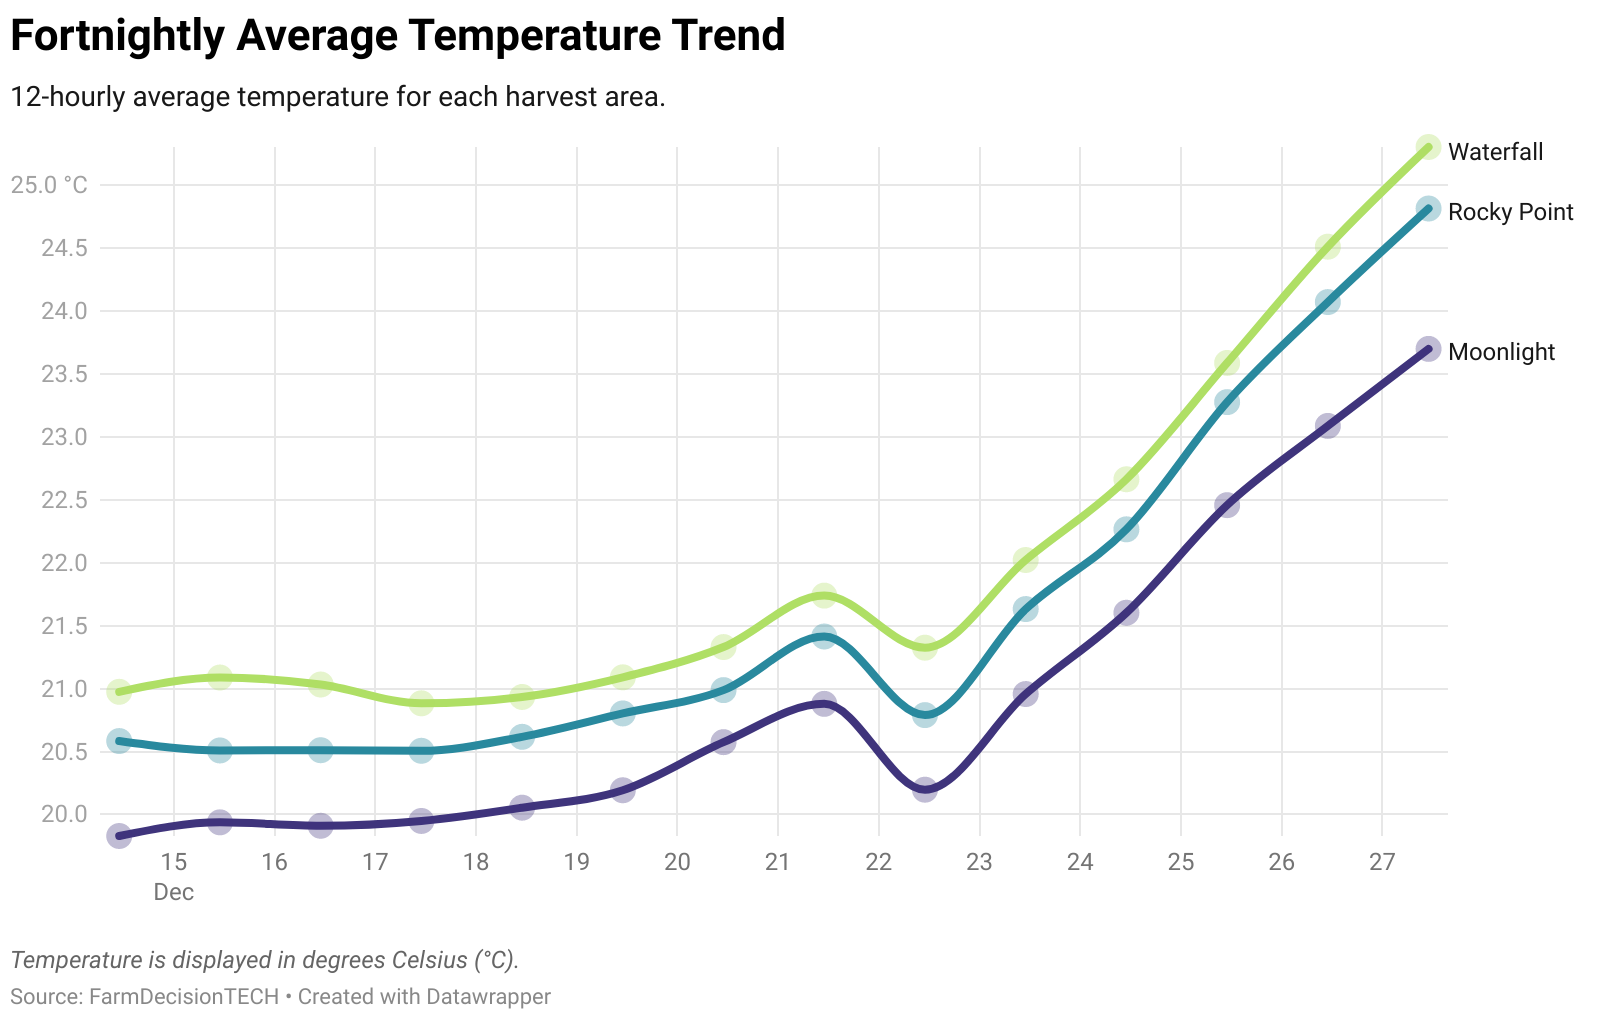 Fortnightly Average Temperature Trend
12-hourly average temperature for each harvest area.
Waterfall
25.0 °C
Rocky Point
24.5
24.0
Moonlight
23.5
23.0
22.5
22.0
21.5
21.0
20.5
20.0
15 16 17 18 19 20 21 22 23 24 25 26 27
Dec
Temperature is displayed in degrees Celsius (°C).
Source: FarmDecisionTECH • Created with Datawrapper